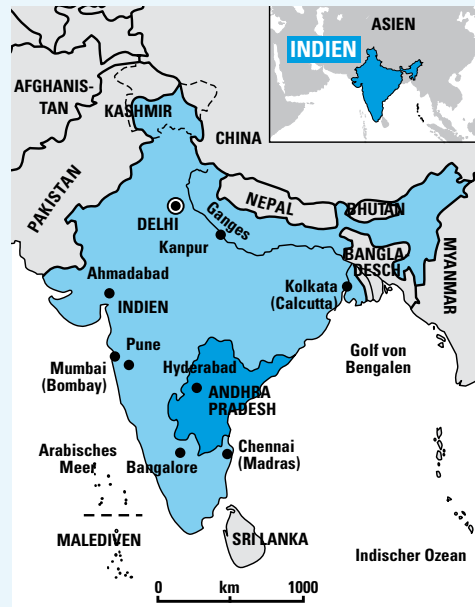 ASIEN
INDIEN
AFGHANIS-
TAN
KASHMIR
CHINA
PAKISTAN
DELHI
Ganges
NEPAL
BHUTAN
Kanpur
BANGLA
DESCH
MYANMAR
Ahmadabad
INDIEN
Kolkata
(Calcutta)
Pune
Mumbai
(Bombay)
Hyderabad
ANDHRA
PRADESH
Golf von
Bengalen
Arabisches
Meer
Bangalore
Chennai
(Madras)
MALEDIVEN
SRI LANKA
Indischer Ozean
0 km 1000